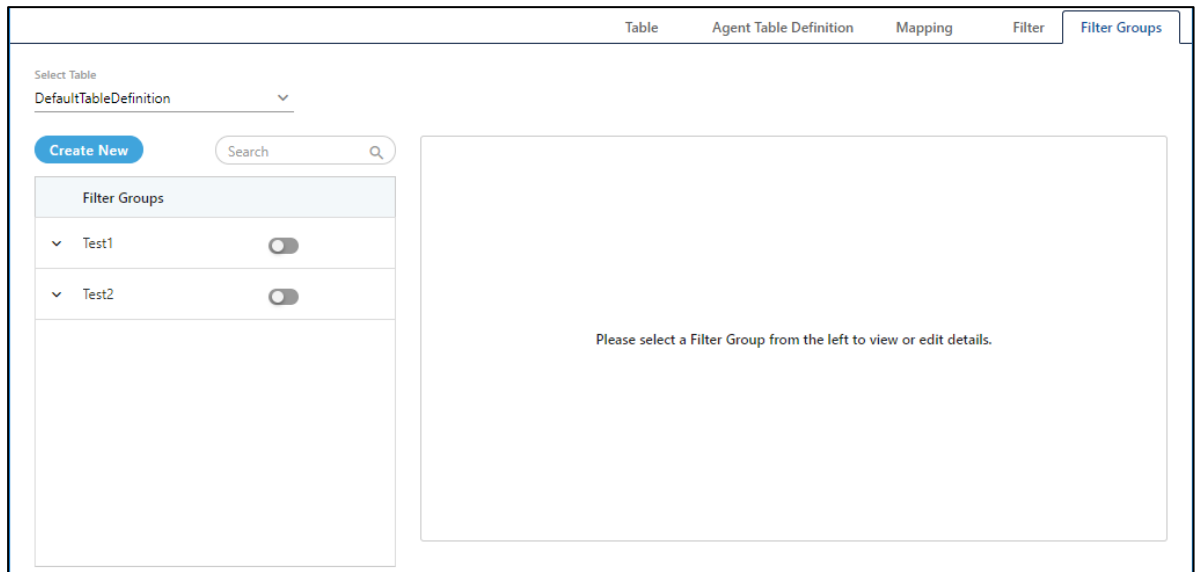 Table Agent Table Definition Mapping Filter Filter Groups
Select Table
DefaultTableDefinition
Create New Search
Filter Groups
Test1
Test2
Please select a Filter Group from the left to view or edit details.